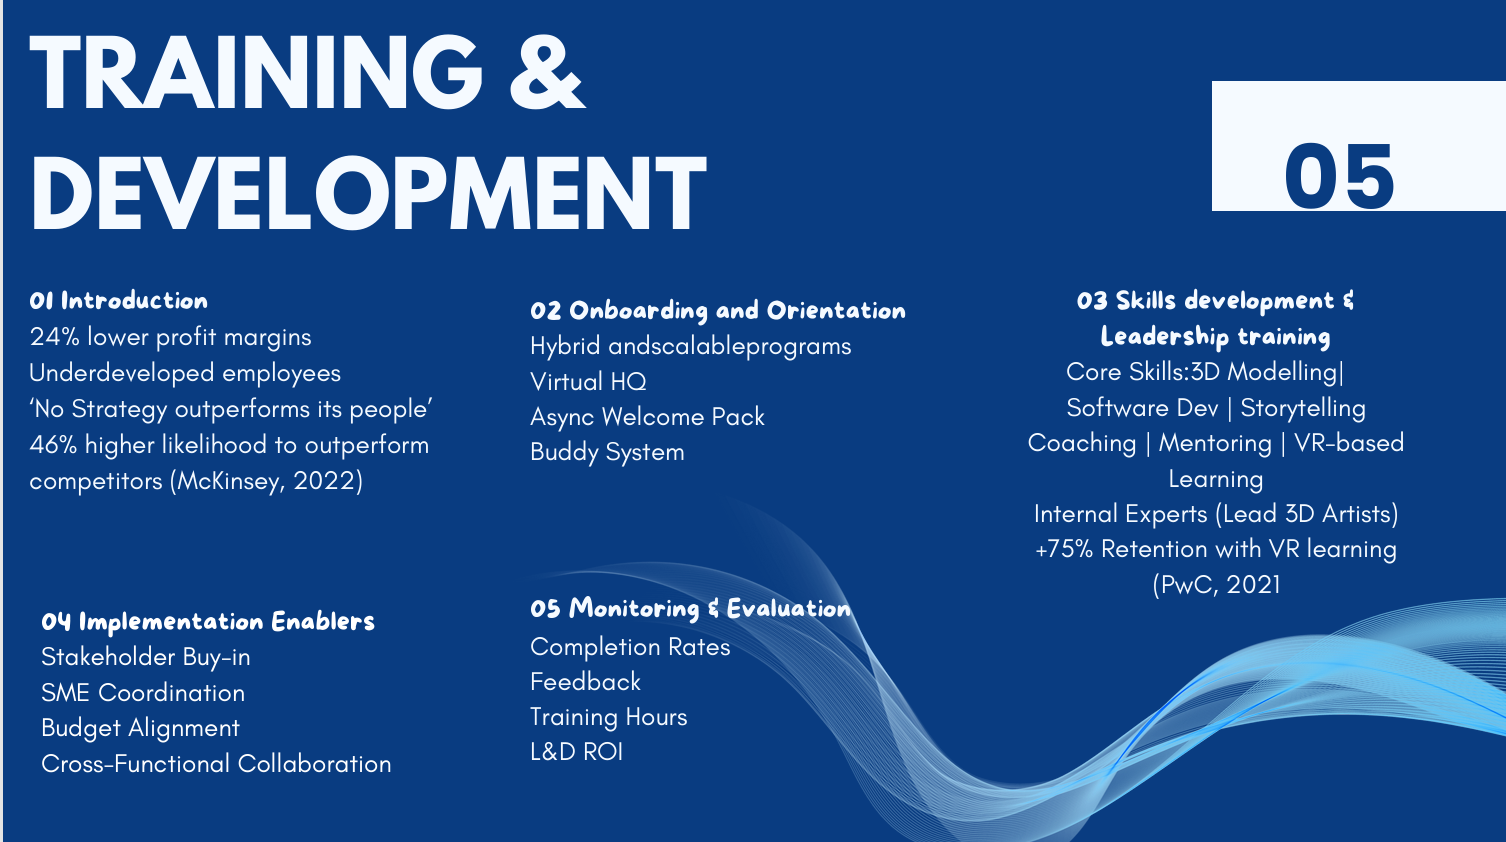 TRAINING &
DEVELOPMENT
05
01 Introduction
24% lower profit margins
Underdeveloped employees
‘No Strategy outperforms its people’
46% higher likelihood to outperform
competitors (McKinsey, 2022)
02 Onboarding and Orientation
Hybrid andscalableprograms
Virtual HQ
Async Welcome Pack
Buddy System
03 Skills development &
Leadership training
Core Skills:3D Modelling|
Software Dev | Storytelling
Coaching | Mentoring | VR-based
Learning
Internal Experts (Lead 3D Artists)
+75% Retention with VR learning
(PwC, 2021
04 Implementation Enablers
Stakeholder Buy-in
SME Coordination
Budget Alignment
Cross-Functional Collaboration
05 Monitoring & Evaluation
Completion Rates
Feedback
Training Hours
L&D ROI